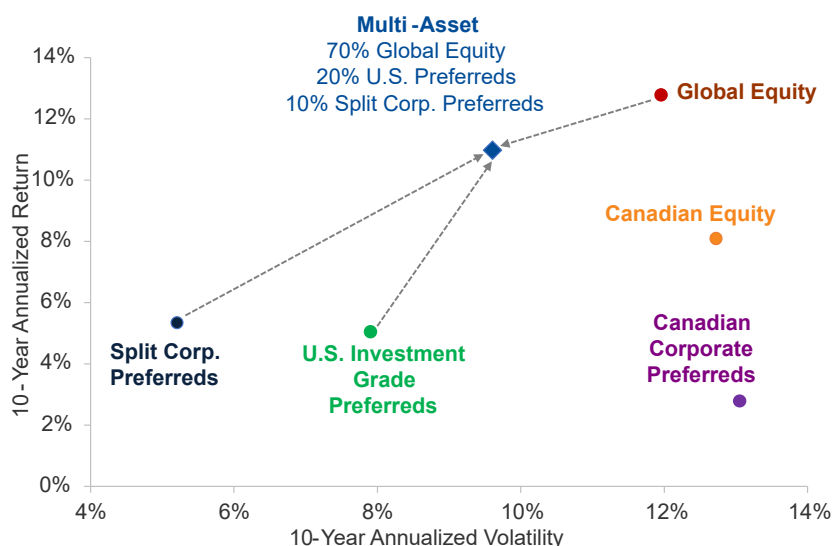 Multi-Asset
70% Global Equity
20% U.S. Preferreds
10% Split Corp. Preferreds
14%
12%
10%
8%
6%
4%
2%
0%
10-Year Annualized Return
Global Equity
Canadian Equity
Split Corp.
Preferreds
U.S. Investment
Grade
Preferreds
Canadian
Corporate
Preferreds
4%
6%
8%
10%
12%
14%
10-Year Annualized Volatility